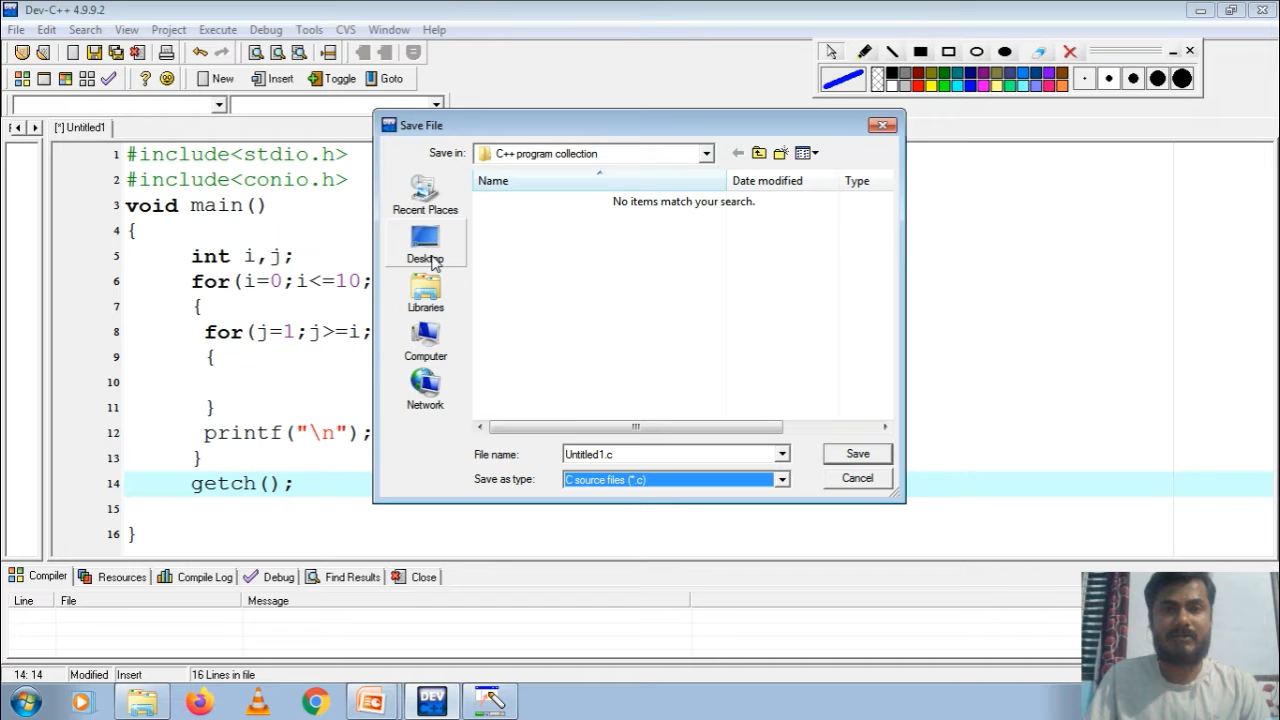 Dev-C++ 4.9.9.2
File Edit Search View Project Execute Debug Tools CVS Window Help
New Insert Toggle Goto
[*] Untitled1
1 #include<stdio.h>
2 #include<conio.h>
3 void main()
4 {
5 int i,j;
6 for(i=0;i<=10;
7 {
8 for(j=1;j>=i;
9 {
10
11 }
12 printf("\n");
13 }
14 getch();
15
16 }
Save File
Save in: C++ program collection
Name Date modified Type
No items match your search.
Recent Places
Desktop
Libraries
Computer
Network
File name: Untitled1.c Save
Save as type: C source files (*.c) Cancel
Compiler Resources Compile Log Debug Find Results Close
Line File Message
14: 14 Modified Insert 16 Lines in file
DEV